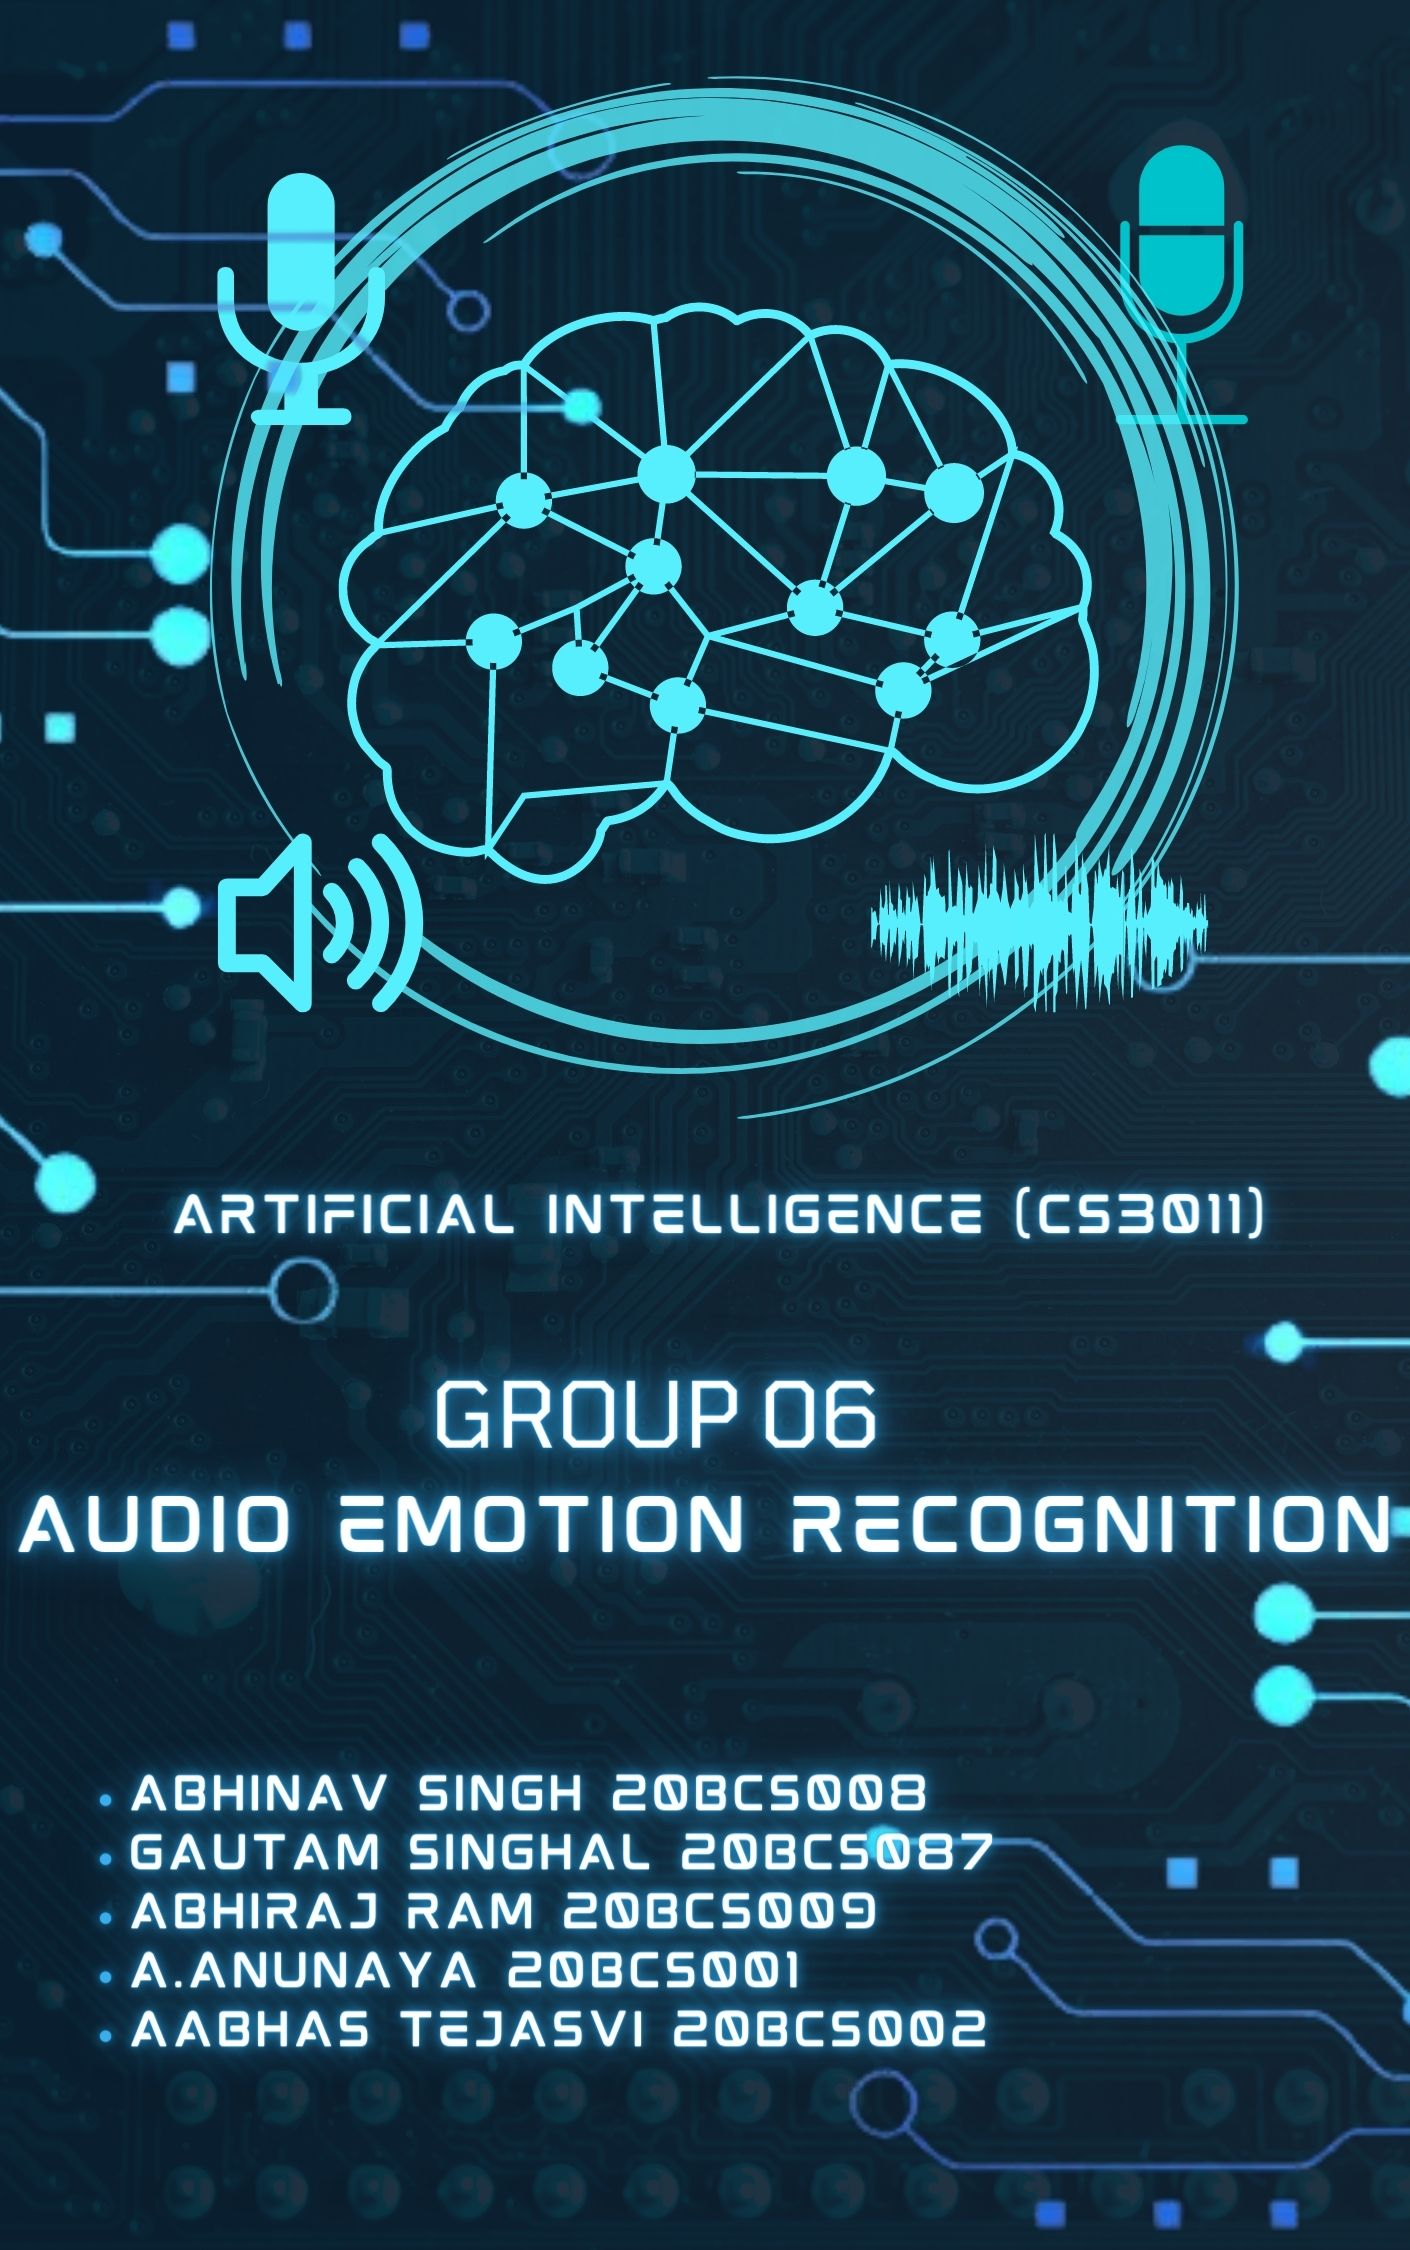 ARTIFICIAL INTELLIGENCE (CS3011)
GROUP 06
AUDIO EMOTION RECOGNITION
• ABHINAV SINGH 20BCS008
• GAUTAM SINGHAL 20BCS087
• ABHIRAJ RAM 20BCS009
• A.ANUNAYA 20BCS001
• AABHAS TEJASVI 20BCS002